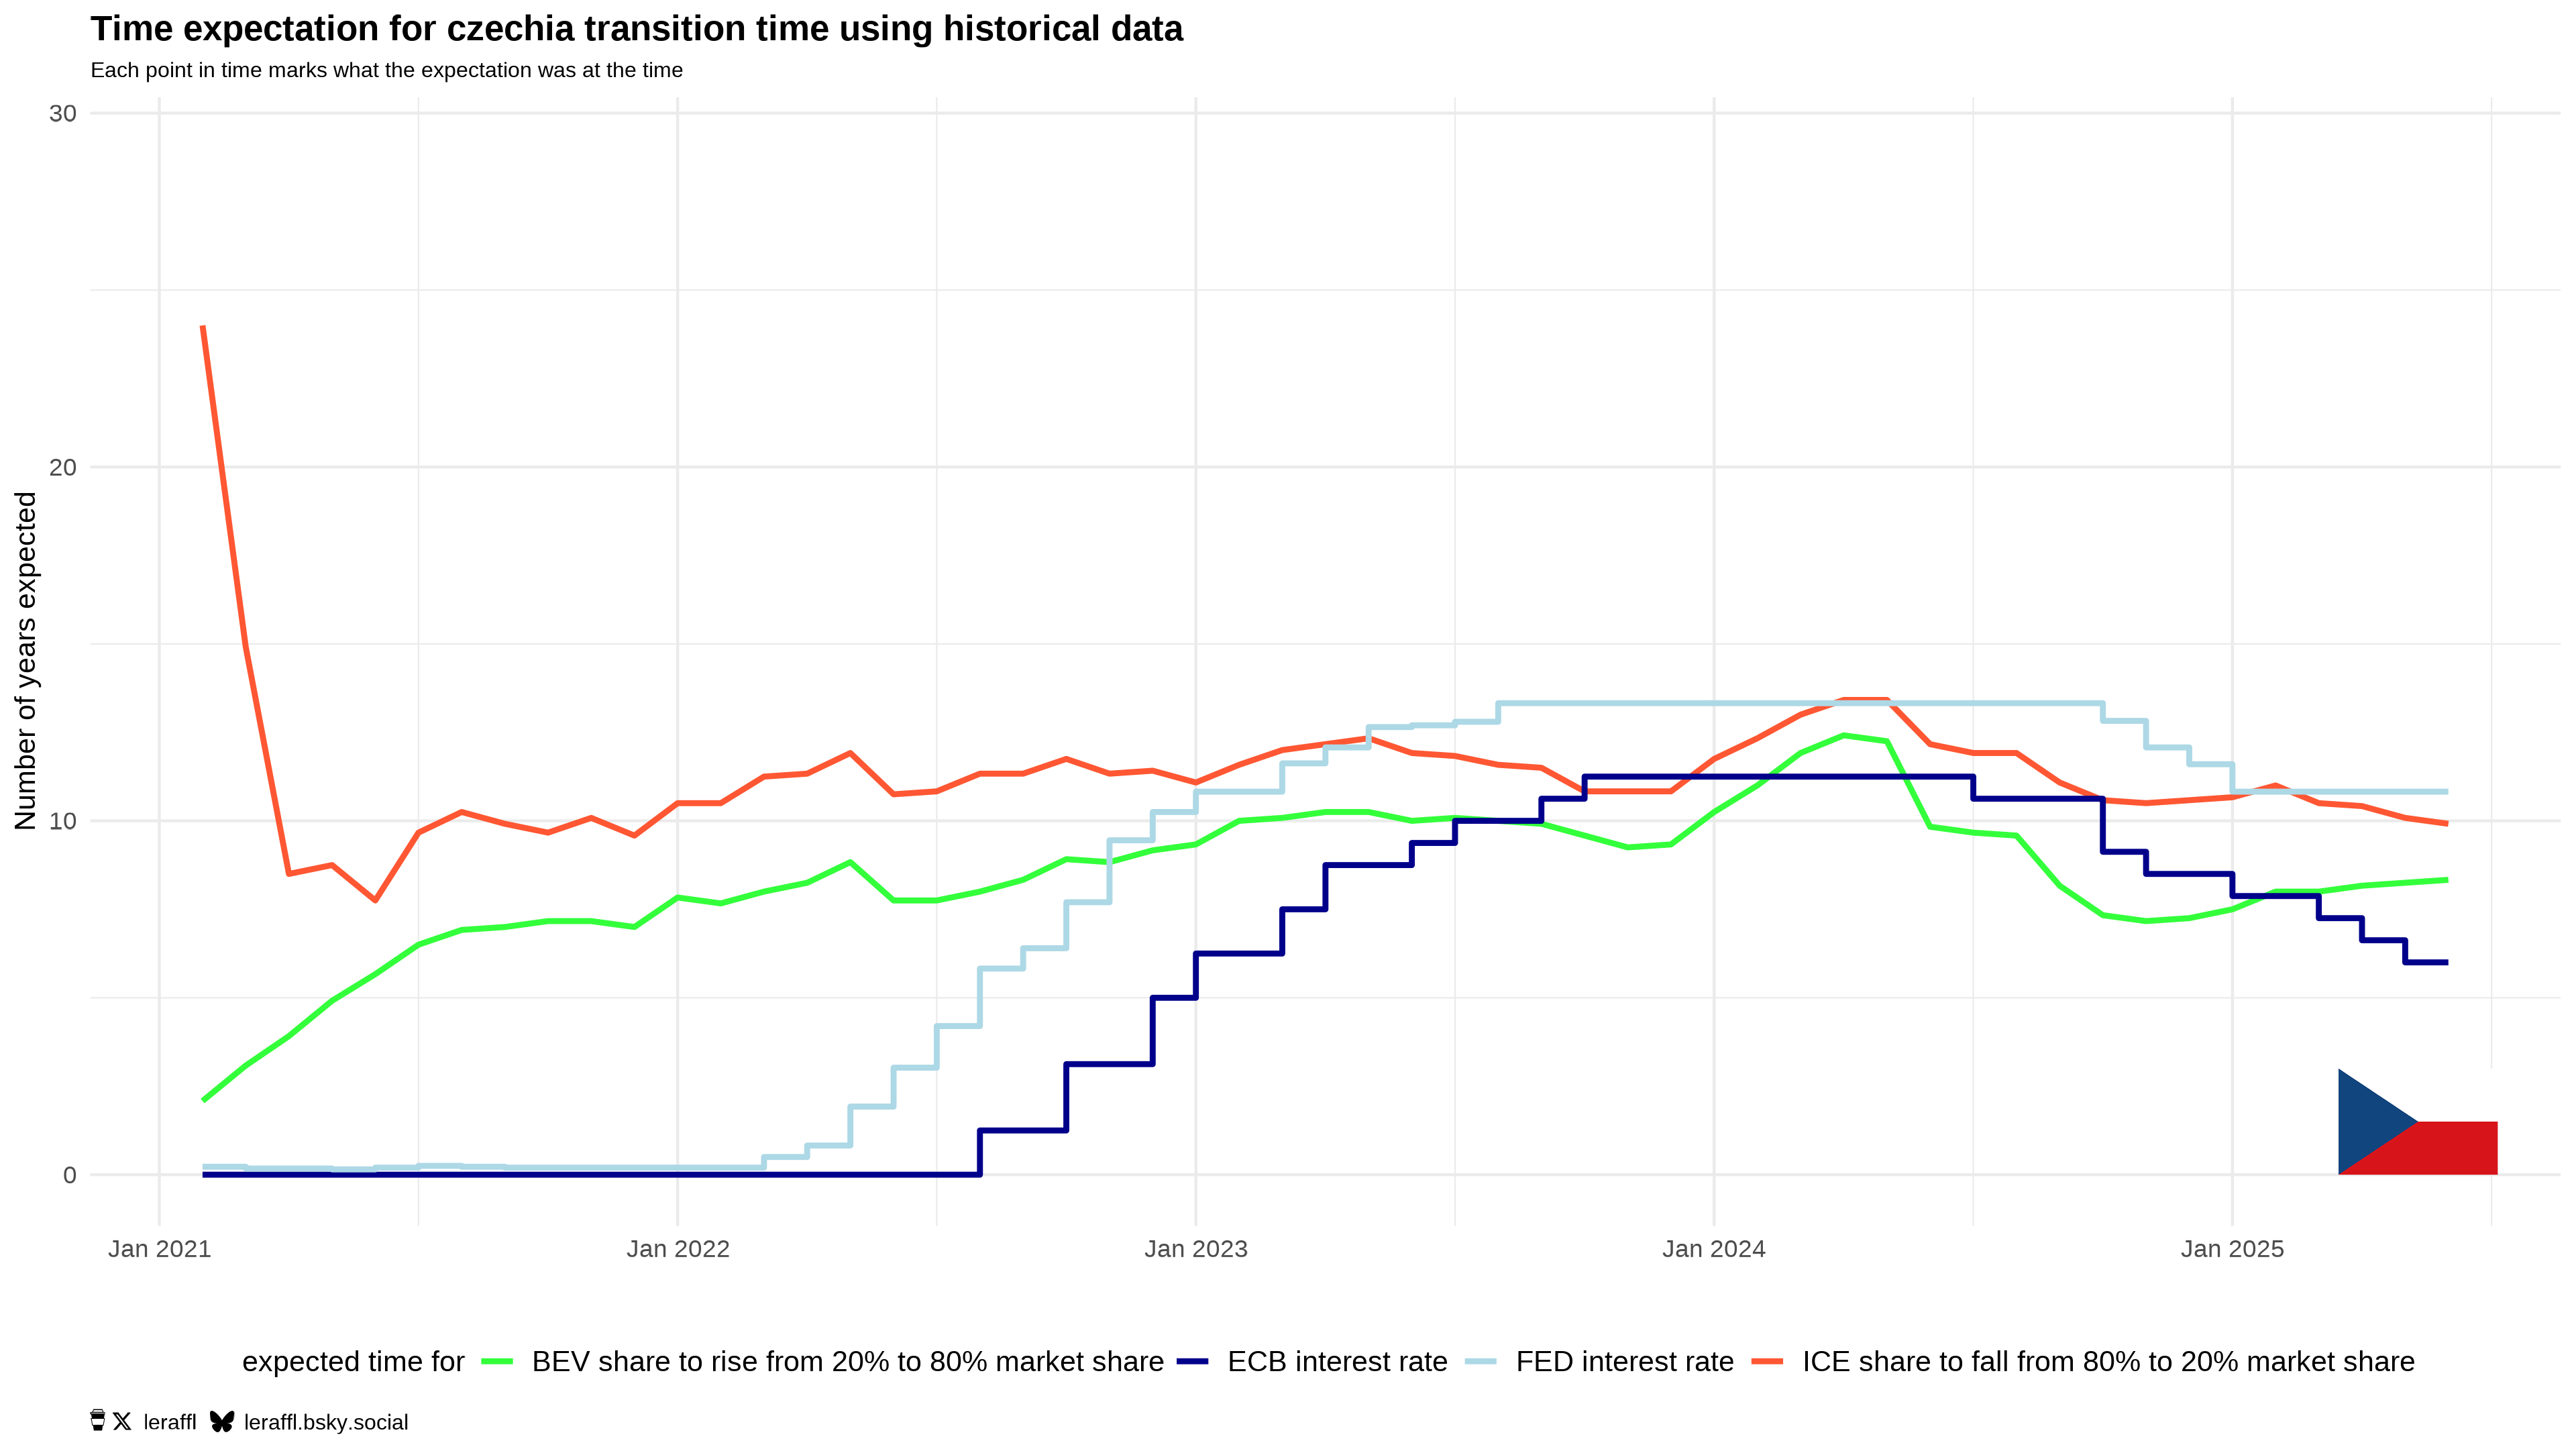 Time expectation for czechia transition time using historical data
Each point in time marks what the expectation was at the time
Number of years expected
30
20
10
0
Jan 2021 Jan 2022 Jan 2023 Jan 2024 Jan 2025
expected time for BEV share to rise from 20% to 80% market share ECB interest rate FED interest rate ICE share to fall from 80% to 20% market share
leraffl leraffl.bsky.social